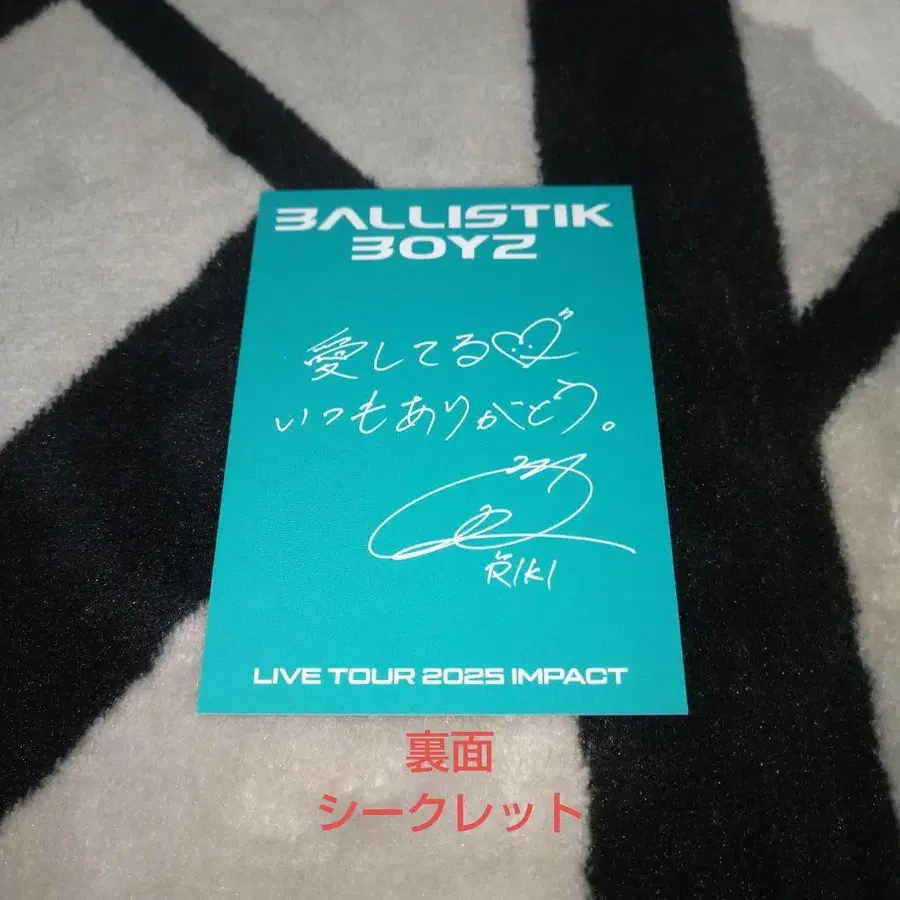 BALLISTIK
BOYZ
愛してる♡
いつもありがとう。
RIKI
LIVE TOUR 2025 IMPACT
裏面
シークレット